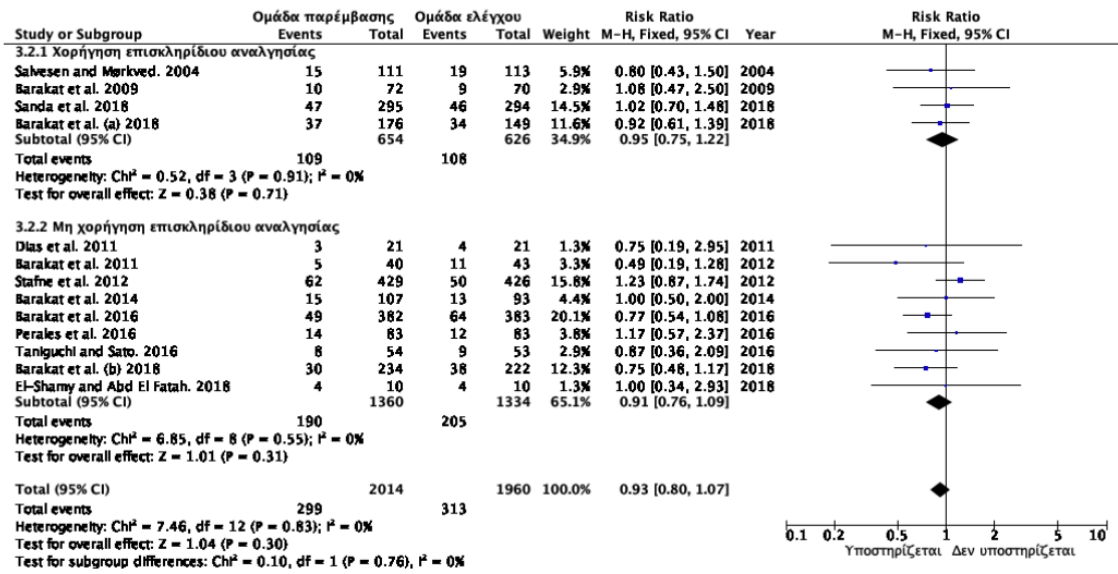 Ομάδα παρέμβασης Ομάδα ελέγχου Risk Ratio Risk Ratio
Study or Subgroup Events Total Events Total Weight M-H, Fixed, 95% CI Year M-H, Fixed, 95% CI
3.2.1 Χορήγηση επισκληρίδιου αναλγησίας
Salvesen and Mørkved. 2004 15 111 19 113 5.9% 0.80 [0.43, 1.50] 2004
Barakat et al. 2009 10 72 9 70 2.9% 1.08 [0.47, 2.50] 2009
Sanda et al. 2018 47 295 46 294 14.5% 1.02 [0.70, 1.48] 2018
Barakat et al. (a) 2018 37 176 34 149 11.6% 0.92 [0.61, 1.39] 2018
Subtotal (95% CI) 654 626 34.9% 0.95 [0.75, 1.22]
Total events 109 108
Heterogeneity: Chi² = 0.52, df = 3 (P = 0.91); I² = 0%
Test for overall effect: Z = 0.38 (P = 0.71)
3.2.2 Μη χορήγηση επισκληρίδιου αναλγησίας
Dias et al. 2011 3 21 4 21 1.3% 0.75 [0.19, 2.95] 2011
Barakat et al. 2011 5 40 11 43 3.3% 0.49 [0.19, 1.28] 2012
Stafne et al. 2012 62 429 50 426 15.8% 1.23 [0.87, 1.74] 2012
Barakat et al. 2014 15 107 13 93 4.4% 1.00 [0.50, 2.00] 2014
Barakat et al. 2016 49 382 64 383 20.1% 0.77 [0.54, 1.08] 2016
Perales et al. 2016 14 83 12 83 3.8% 1.17 [0.57, 2.37] 2016
Taniguchi and Sato. 2016 8 54 9 53 2.9% 0.87 [0.36, 2.09] 2016
Barakat et al. (b) 2018 30 234 38 222 12.3% 0.75 [0.48, 1.17] 2018
El-Shamy and Abd El Fatah. 2018 4 10 4 10 1.3% 1.00 [0.34, 2.93] 2018
Subtotal (95% CI) 1360 1334 65.1% 0.91 [0.76, 1.09]
Total events 190 205
Heterogeneity: Chi² = 6.85, df = 8 (P = 0.55); I² = 0%
Test for overall effect: Z = 1.01 (P = 0.31)
Total (95% CI) 2014 1960 100.0% 0.93 [0.80, 1.07]
Total events 299 313
Heterogeneity: Chi² = 7.46, df = 12 (P = 0.83); I² = 0%
Test for overall effect: Z = 1.04 (P = 0.30)
Test for subgroup differences: Chi² = 0.10, df = 1 (P = 0.76), I² = 0%
0.1 0.2 0.5 1 2 5 10
Υποστηρίζεται Δεν υποστηρίζεται